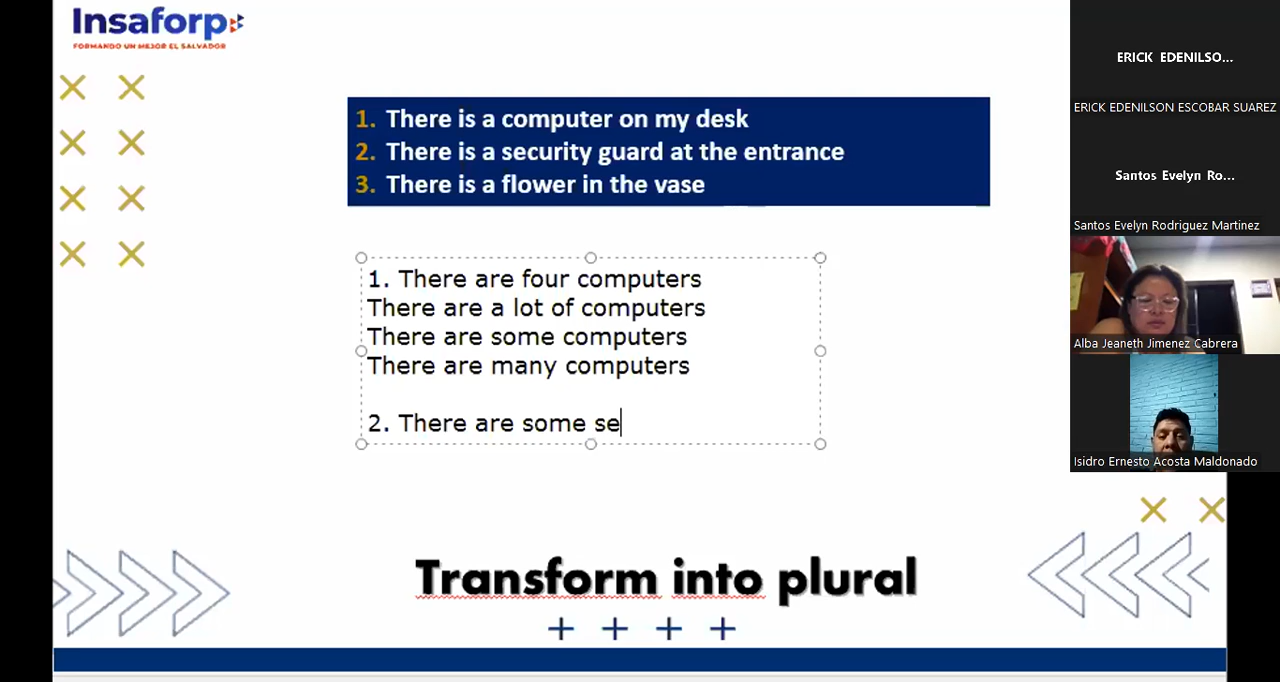 Insaforp
FORMANDO UN MEJOR EL SALVADOR
1. There is a computer on my desk
2. There is a security guard at the entrance
3. There is a flower in the vase
1. There are four computers
There are a lot of computers
There are some computers
There are many computers
2. There are some se
Transform into plural
ERICK EDENILSO...
ERICK EDENILSON ESCOBAR SUAREZ
Santos Evelyn Ro...
Santos Evelyn Rodriguez Martinez
Alba Jeaneth Jimenez Cabrera
Isidro Ernesto Acosta Maldonado